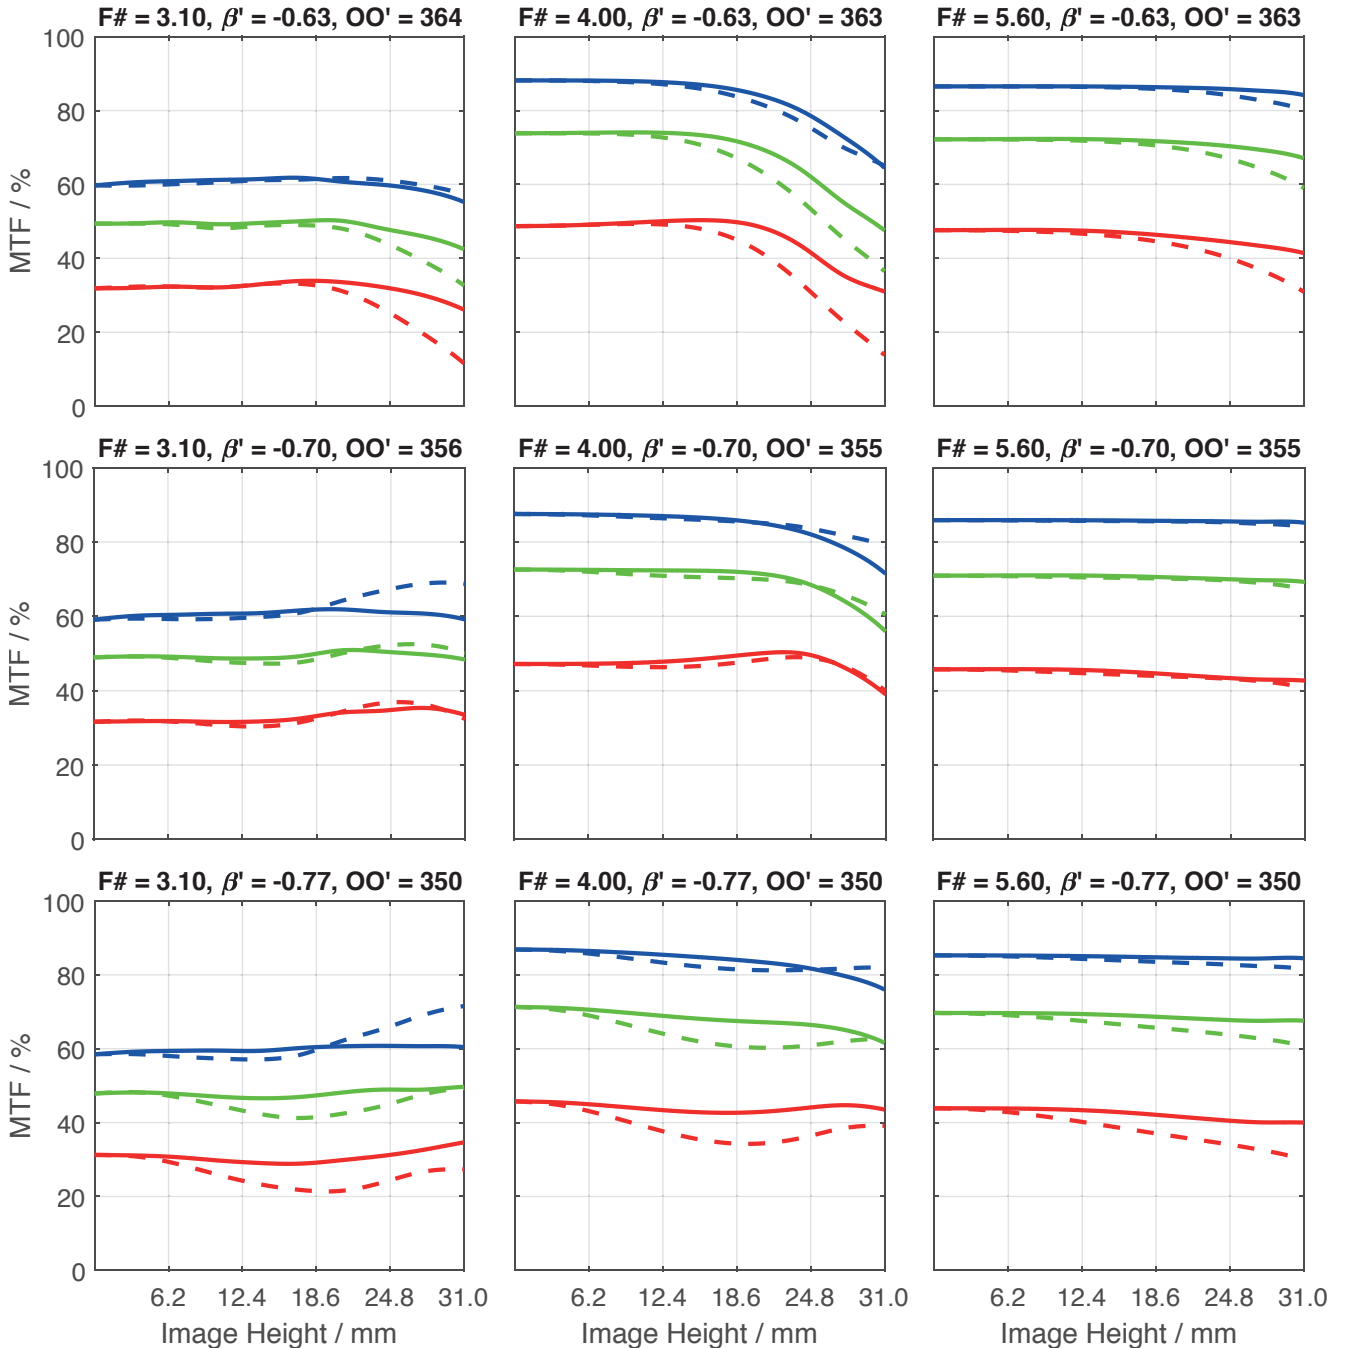 F# = 3.10, β' = -0.63, OO' = 364
F# = 4.00, β' = -0.63, OO' = 363
F# = 5.60, β' = -0.63, OO' = 363
100
80
60
40
20
0
MTF / %
F# = 3.10, β' = -0.70, OO' = 356
F# = 4.00, β' = -0.70, OO' = 355
F# = 5.60, β' = -0.70, OO' = 355
100
80
60
40
20
0
MTF / %
F# = 3.10, β' = -0.77, OO' = 350
F# = 4.00, β' = -0.77, OO' = 350
F# = 5.60, β' = -0.77, OO' = 350
100
80
60
40
20
0
MTF / %
6.2 12.4 18.6 24.8 31.0
6.2 12.4 18.6 24.8 31.0
6.2 12.4 18.6 24.8 31.0
Image Height / mm
Image Height / mm
Image Height / mm